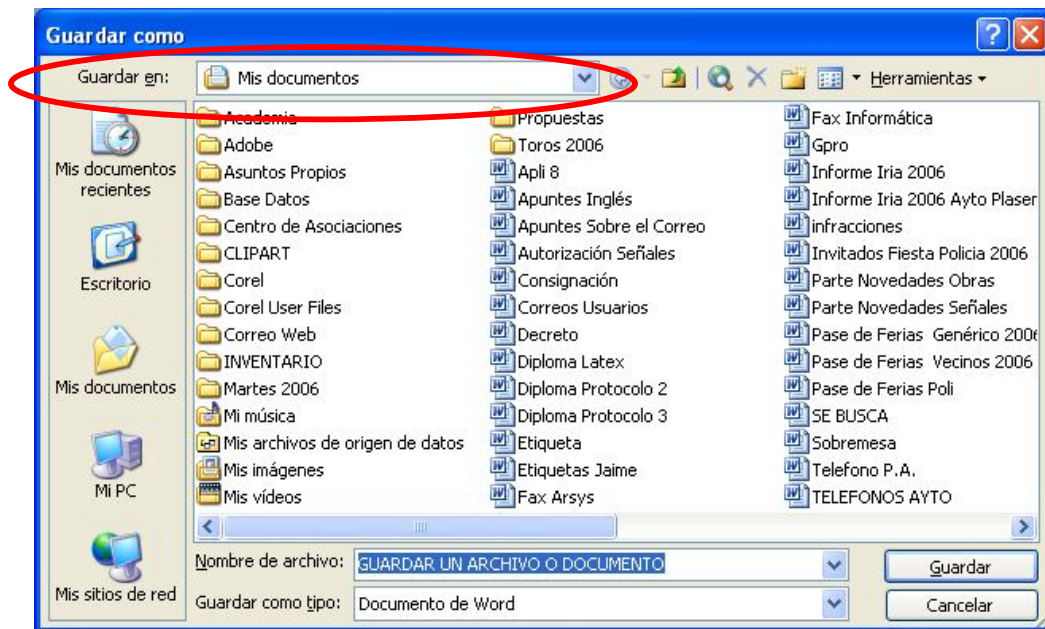 Guardar como
Guardar en:
Mis documentos
Herramientas
Mis documentos
recientes
Escritorio
Mis documentos
Mi PC
Mis sitios de red
Academia
Adobe
Asuntos Propios
Base Datos
Centro de Asociaciones
CLIPART
Corel
Corel User Files
Correo Web
INVENTARIO
Martes 2006
Mi música
Mis archivos de origen de datos
Mis imágenes
Mis vídeos
Propuestas
Toros 2006
Apli 8
Apuntes Inglés
Apuntes Sobre el Correo
Autorización Señales
Consignación
Correos Usuarios
Decreto
Diploma Latex
Diploma Protocolo 2
Diploma Protocolo 3
Etiqueta
Etiquetas Jaime
Fax Arsys
Fax Informática
Gpro
Informe Iria 2006
Informe Iria 2006 Ayto Plaser
infracciones
Invitados Fiesta Policia 2006
Parte Novedades Obras
Parte Novedades Señales
Pase de Ferias Genérico 2006
Pase de Ferias Vecinos 2006
Pase de Ferias Poli
SE BUSCA
Sobremesa
Telefono P.A.
TELEFONOS AYTO
Nombre de archivo:
GUARDAR UN ARCHIVO O DOCUMENTO
Guardar
Guardar como tipo:
Documento de Word
Cancelar